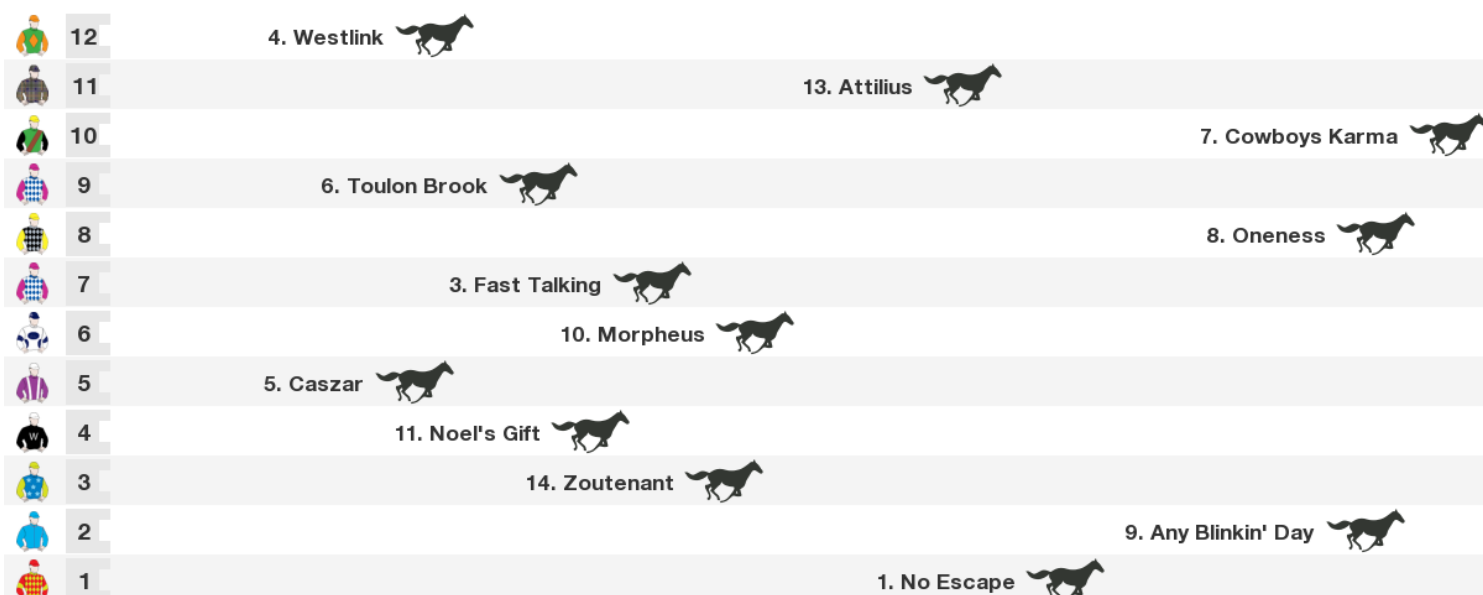 12 4. Westlink
11 13. Attilius
10 7. Cowboys Karma
9 6. Toulon Brook
8 8. Oneness
7 3. Fast Talking
6 10. Morpheus
5 5. Caszar
W 4 11. Noel's Gift
3 14. Zoutenant
2 9. Any Blinkin' Day
1 1. No Escape